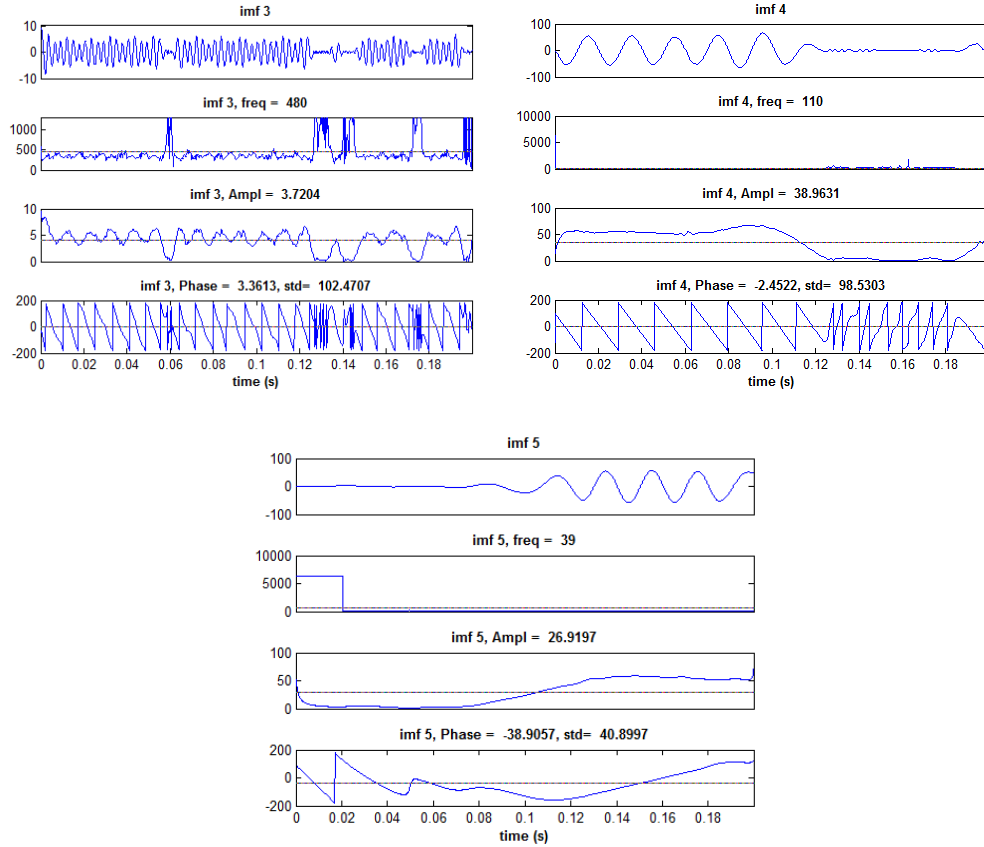 imf 3
10
0
-10
imf 3, freq = 480
1000
500
0
imf 3, Ampl = 3.7204
10
5
0
imf 3, Phase = 3.3613, std= 102.4707
200
0
-200
0 0.02 0.04 0.06 0.08 0.1 0.12 0.14 0.16 0.18
time (s)
imf 4
100
0
-100
imf 4, freq = 110
10000
5000
0
imf 4, Ampl = 38.9631
100
50
0
imf 4, Phase = -2.4522, std= 98.5303
200
0
-200
0 0.02 0.04 0.06 0.08 0.1 0.12 0.14 0.16 0.18
time (s)
imf 5
100
0
-100
imf 5, freq = 39
10000
5000
0
imf 5, Ampl = 26.9197
100
50
0
imf 5, Phase = -38.9057, std= 40.8997
200
0
-200
0 0.02 0.04 0.06 0.08 0.1 0.12 0.14 0.16 0.18
time (s)